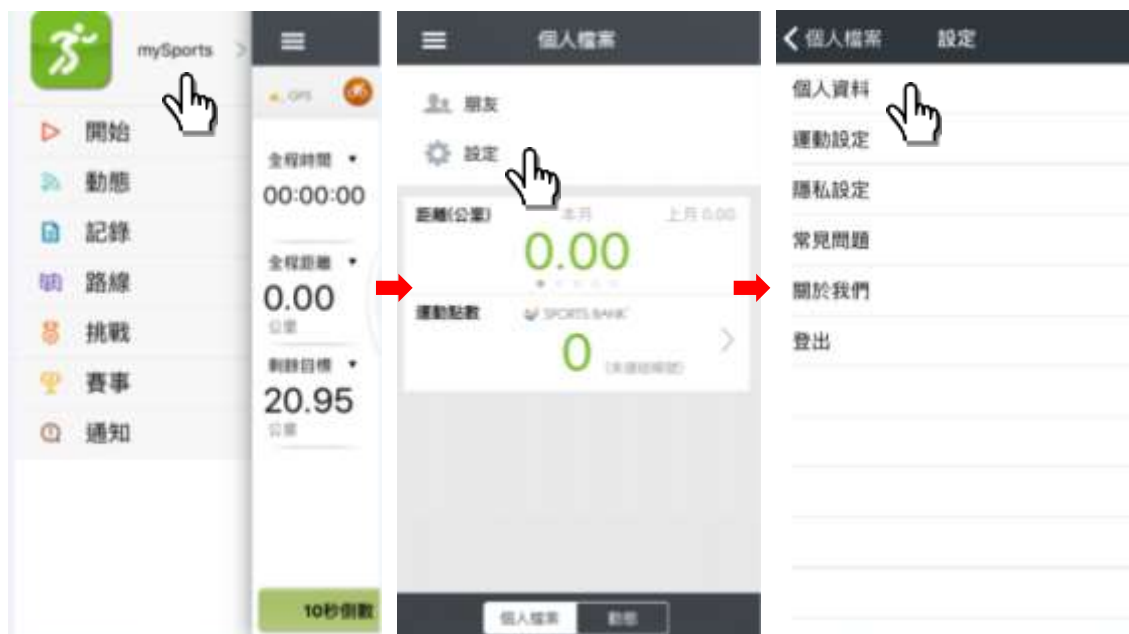 mySports
開始
動態
記錄
路線
挑戰
賽事
通知
GPS
全程時間
00:00:00
全程距離
0.00
公里
剩餘目標
20.95
公里
10秒倒數
個人檔案
朋友
設定
距離(公里)
本月
上月 0.00
0.00
運動點數
SPORTS BANK
0
個人檔案
動態
個人檔案
設定
個人資料
運動設定
隱私設定
常見問題
關於我們
登出